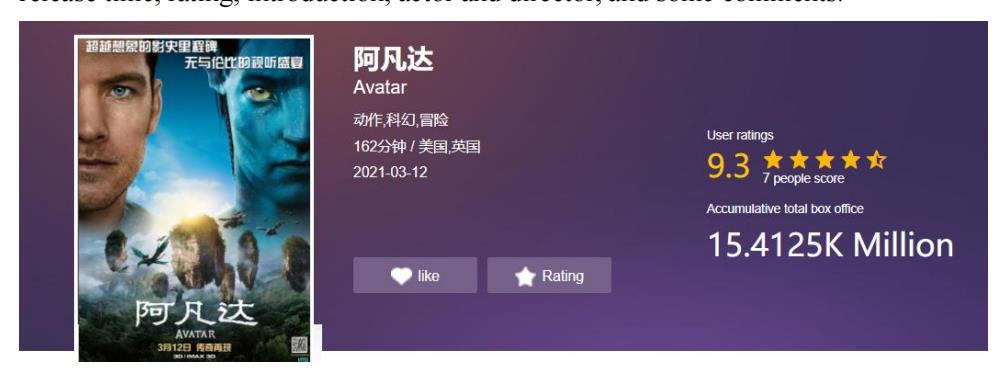 release time, rating, introduction, actor and director, and some comments.
超越想象的影史里程碑
无与伦比的视听盛宴
阿凡达
AVATAR
3月12日 传奇再现
3D/IMAX 3D
阿凡达
Avatar
动作,科幻,冒险
162分钟 / 美国,英国
2021-03-12
like
Rating
User ratings
9.3
7 people score
Accumulative total box office
15.4125K Million